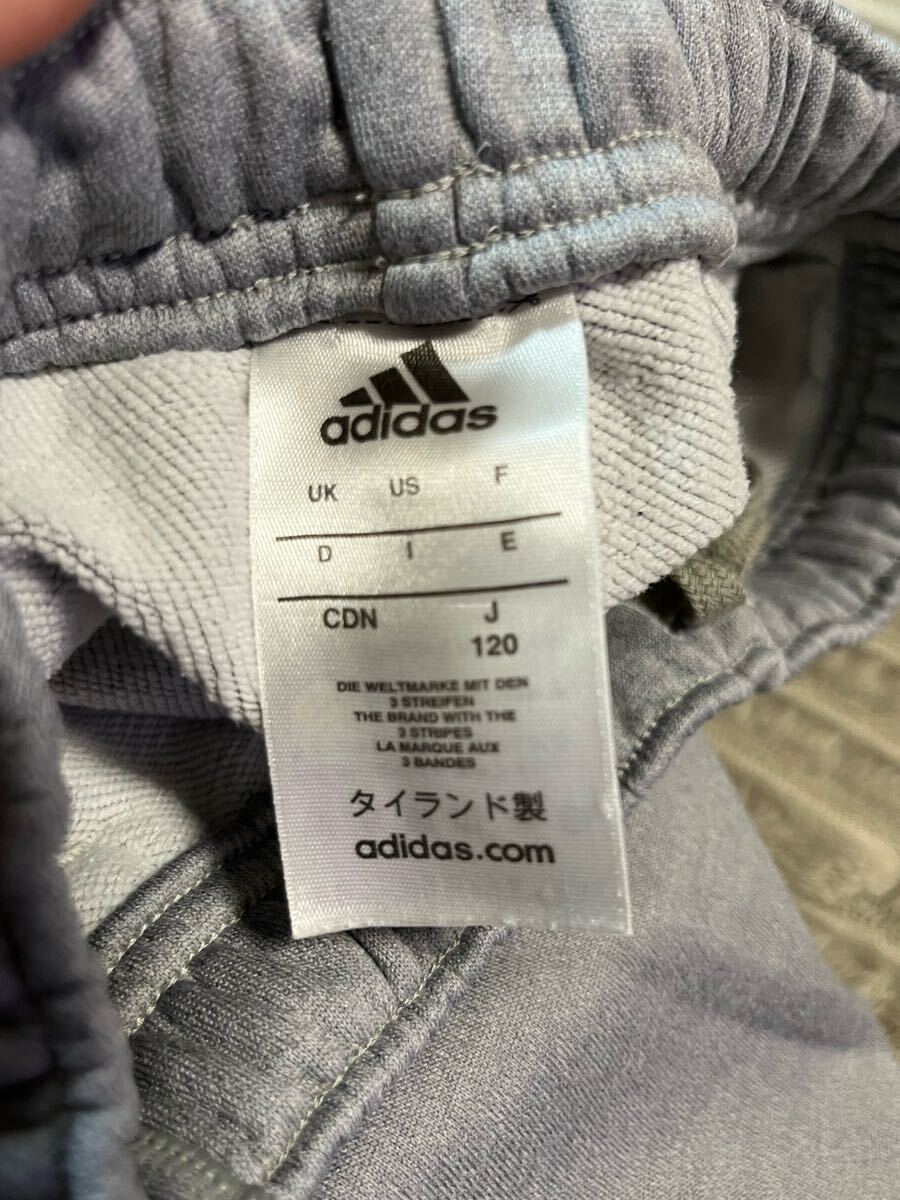 adidas
UK US F
D I E
CDN J
120
DIE WELTMARKE MIT DEN
3 STREIFEN
THE BRAND WITH THE
3 STRIPES
LA MARQUE AUX
3 BANDES
タイランド製
adidas.com